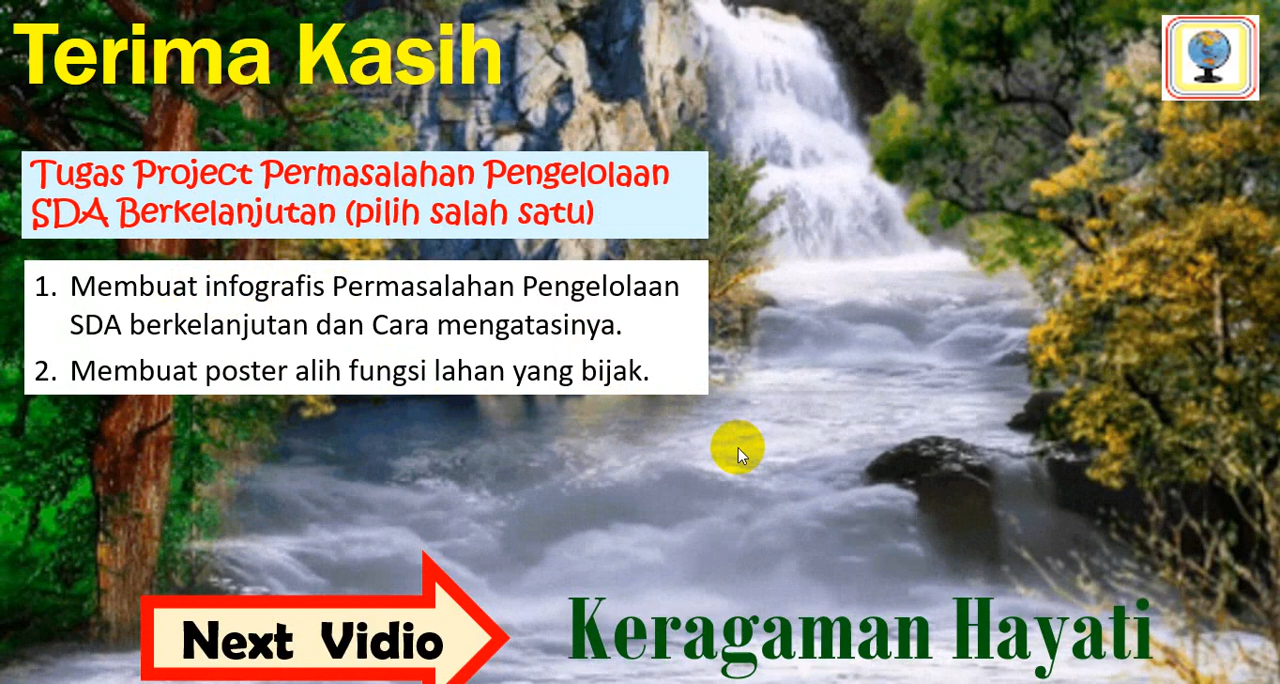 Terima Kasih
Tugas Project Permasalahan Pengelolaan
SDA Berkelanjutan (pilih salah satu)
1. Membuat infografis Permasalahan Pengelolaan
SDA berkelanjutan dan Cara mengatasinya.
2. Membuat poster alih fungsi lahan yang bijak.
Next Vidio
Keragaman Hayati